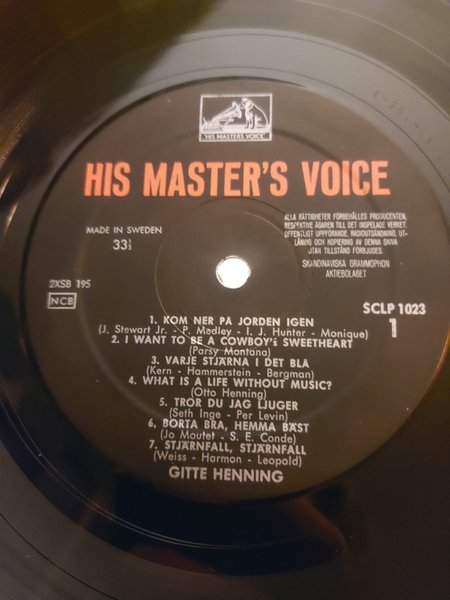 "HIS MASTER'S VOICE"
HIS MASTER'S VOICE
MADE IN SWEDEN
33⅓
ALLA RÄTTIGHETER FÖRBEHÅLLES PRODUCENTEN,
RESPEKTIVE ÄGAREN TILL DET INSPELADE VERKET.
OFFENTLIGT UPPFÖRANDE, RADIOUTSÄNDNING, UT-
LÅNING OCH KOPIERING AV DENNA SKIVA
UTAN TILLSTÅND FÖRBJUDES.
SKANDINAVISKA GRAMMOPHON
AKTIEBOLAGET
2XSB 195
NCB
SCLP 1023
1
1. KOM NER PÅ JORDEN IGEN
(J. Stewart Jr. - P. Medley - I. J. Hunter - Monique)
2. I WANT TO BE A COWBOY's SWEETHEART
(Patsy Montana)
3. VARJE STJÄRNA I DET BLÅ
(Kern - Hammerstein - Bergman)
4. WHAT IS A LIFE WITHOUT MUSIC?
(Otto Henning)
5. TROR DU JAG LJUGER
(Seth Inge - Per Levin)
6. BORTA BRA, HEMMA BÄST
(Jo Moutet - S. E. Conde)
7. STJÄRNFALL, STJÄRNFALL
(Weiss - Harmon - Leopold)
GITTE HENNING